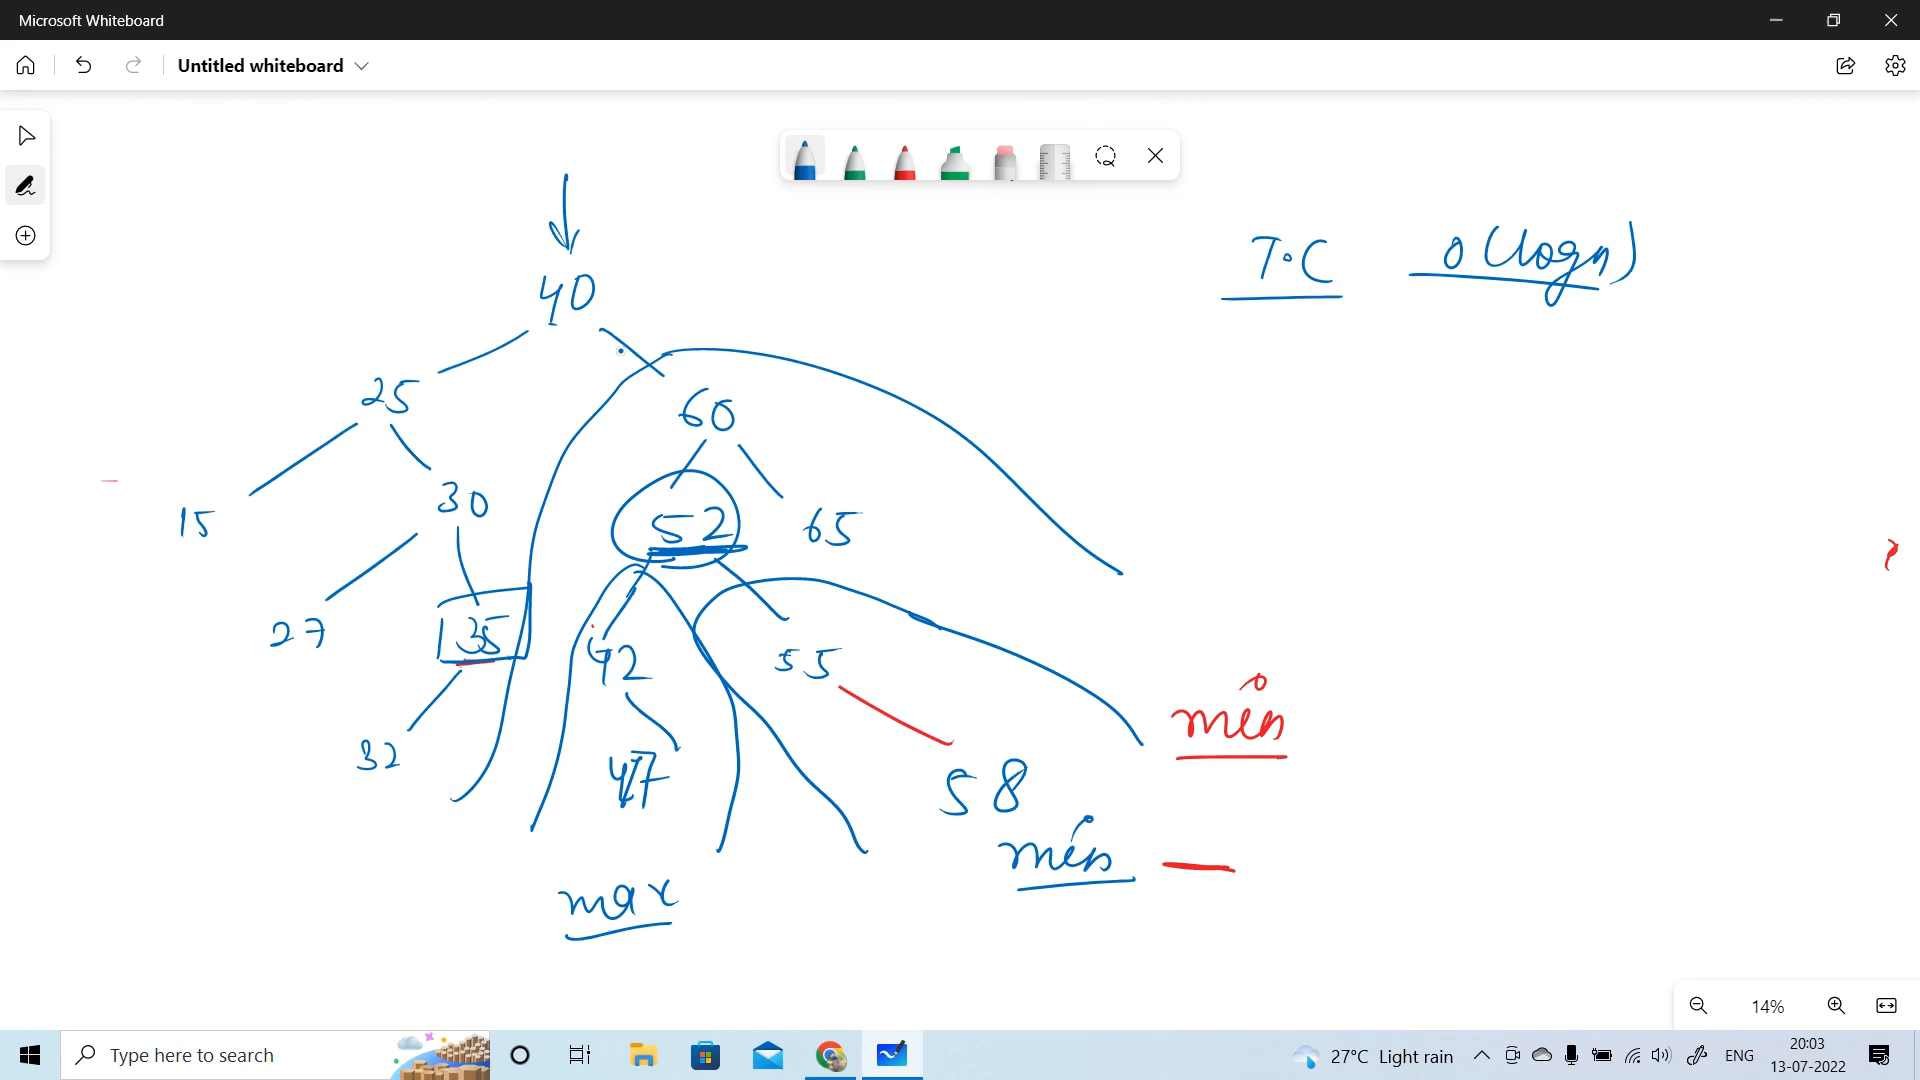 Microsoft Whiteboard
Untitled whiteboard
T.C O(logn)
40
25 60
15 30 52 65
27 35 42 55
32 47 58
min
min
max
14%
Type here to search
27°C Light rain ENG 20:03
13-07-2022